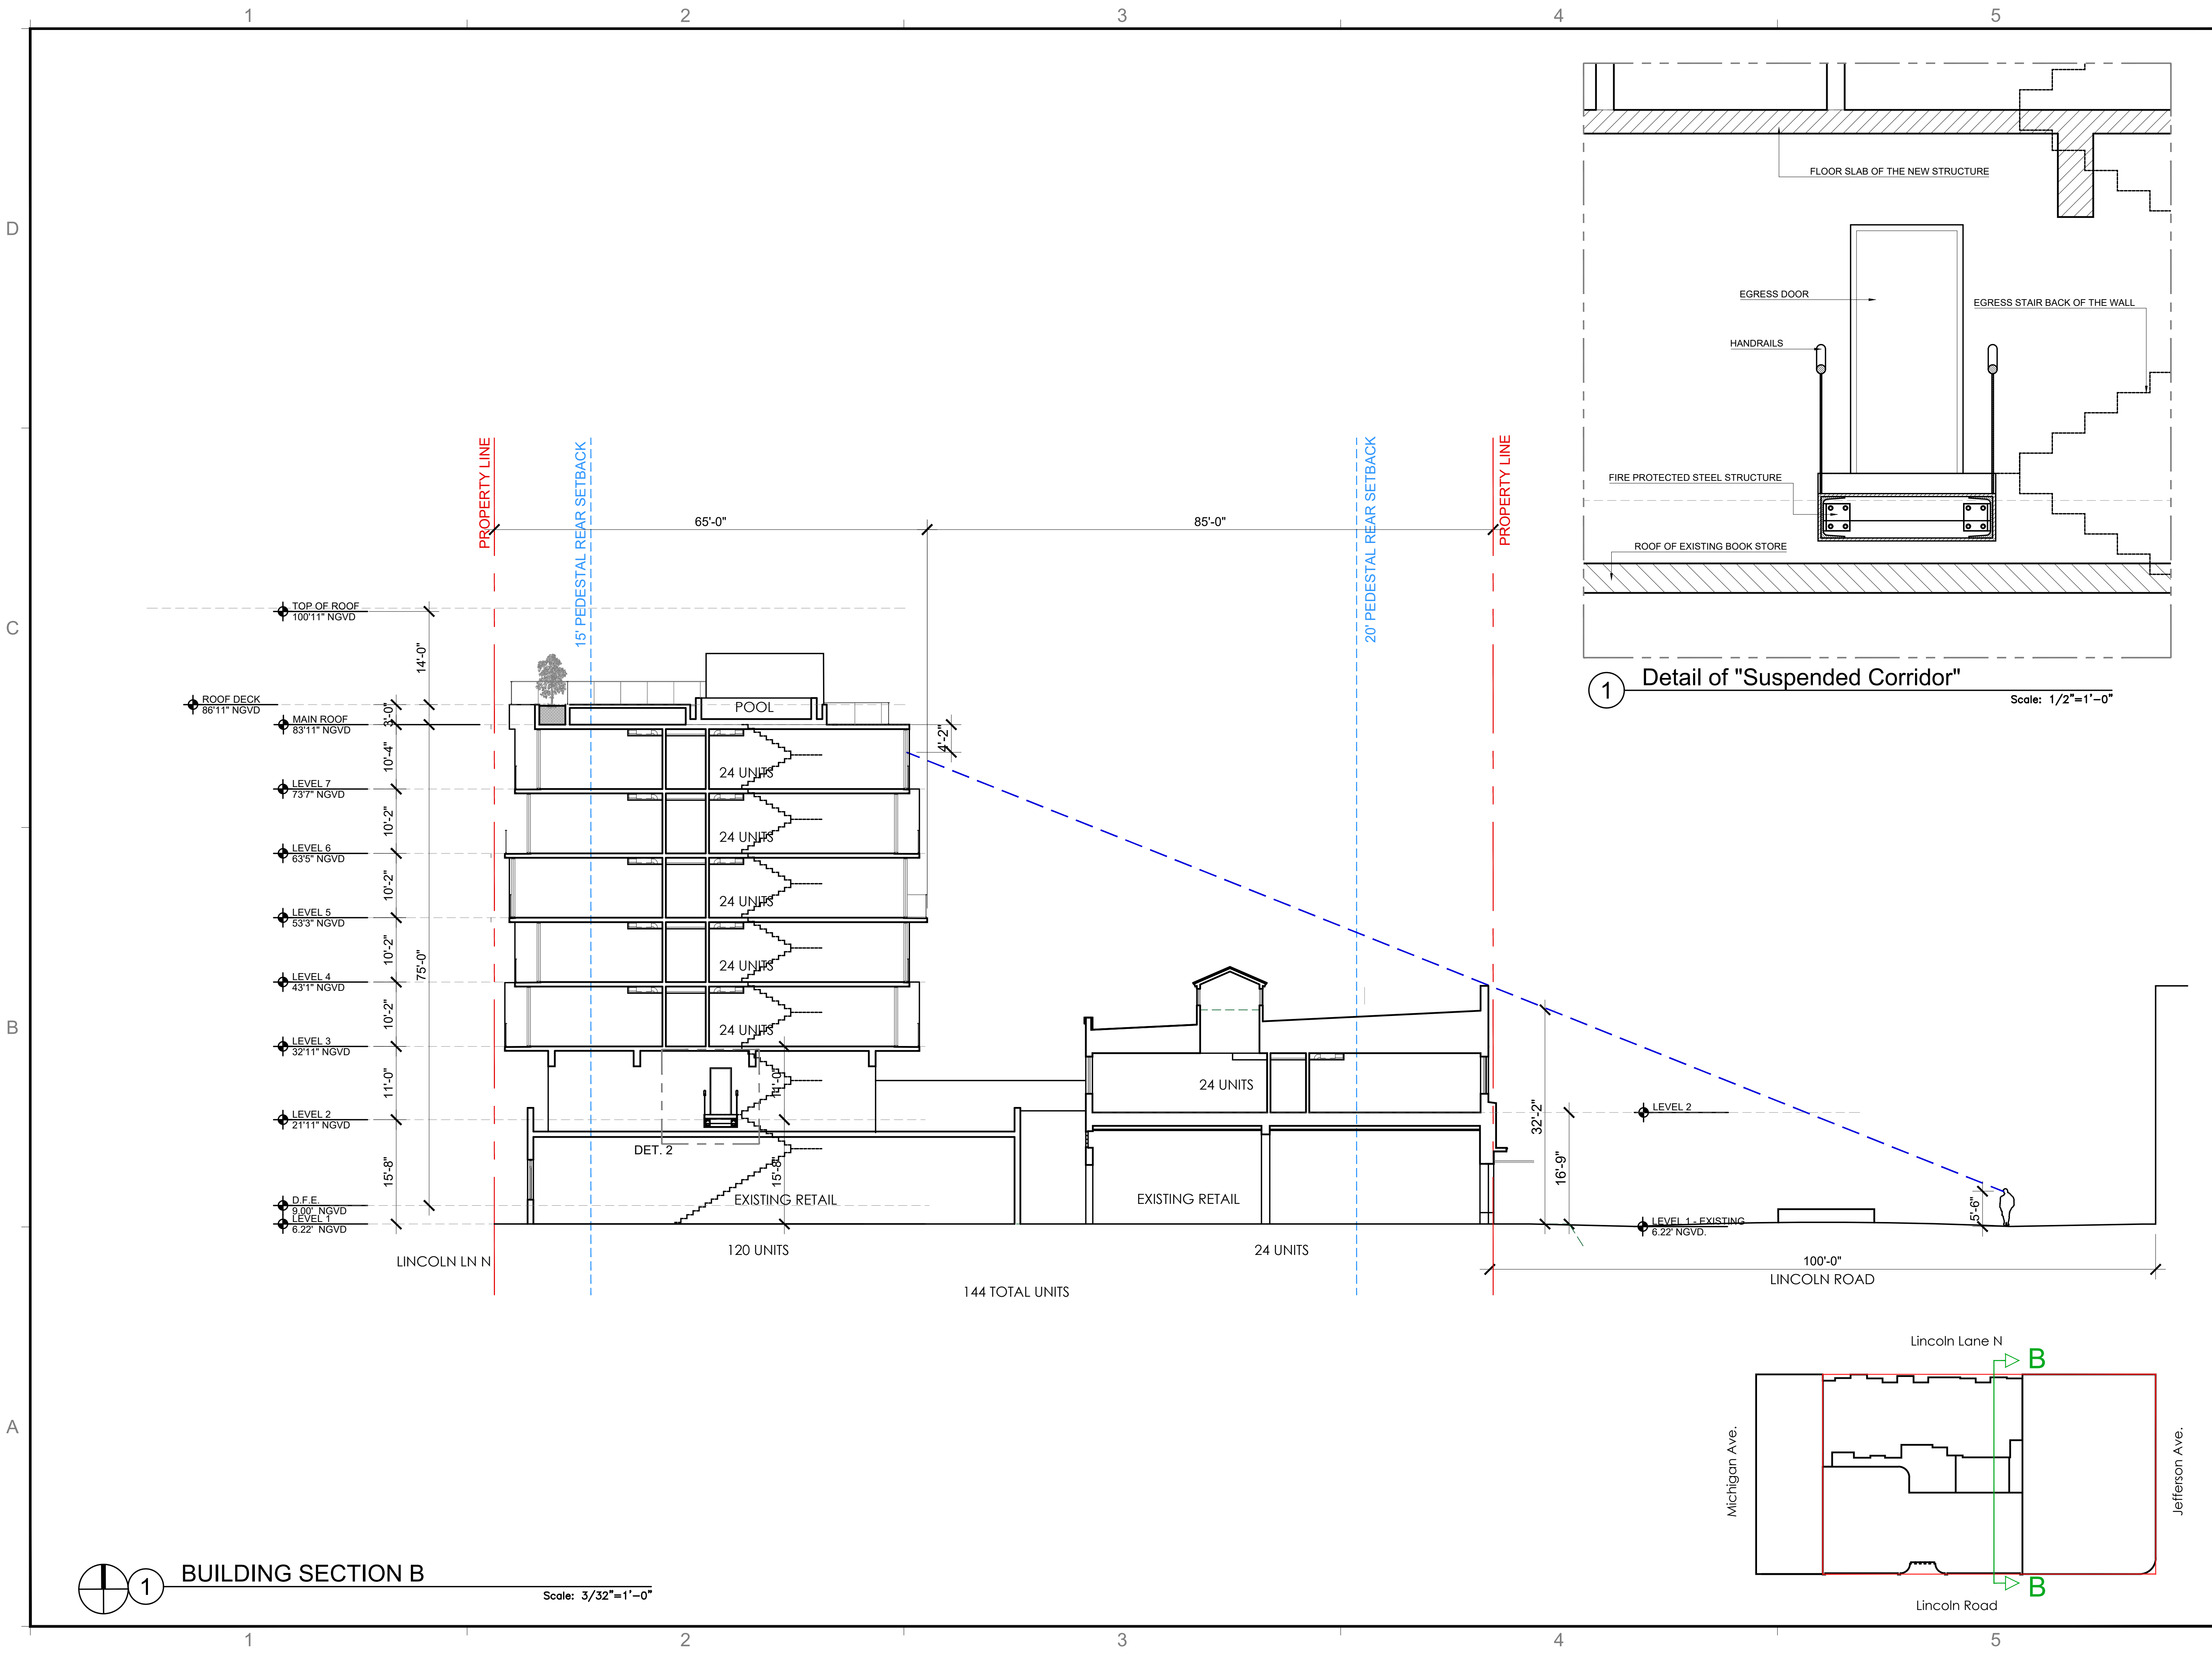 1
2
3
4
5
D
C
B
A
FLOOR SLAB OF THE NEW STRUCTURE
EGRESS DOOR
EGRESS STAIR BACK OF THE WALL
HANDRAILS
FIRE PROTECTED STEEL STRUCTURE
ROOF OF EXISTING BOOK STORE
1
Detail of "Suspended Corridor"
Scale: 1/2"=1'-0"
PROPERTY LINE
15' PEDESTAL REAR SETBACK
20' PEDESTAL REAR SETBACK
PROPERTY LINE
65'-0"
85'-0"
TOP OF ROOF
100'11" NGVD
14'-0"
ROOF DECK
86'11" NGVD
3'-0"
MAIN ROOF
83'11" NGVD
10'-4"
LEVEL 7
73'7" NGVD
10'-2"
LEVEL 6
63'5" NGVD
10'-2"
LEVEL 5
53'3" NGVD
10'-2"
75'-0"
LEVEL 4
43'1" NGVD
10'-2"
LEVEL 3
32'11" NGVD
11'-0"
LEVEL 2
21'11" NGVD
15'-8"
D.F.E.
9.00' NGVD
LEVEL 1
6.22' NGVD
POOL
4'-2"
24 UNITS
24 UNITS
24 UNITS
24 UNITS
24 UNITS
11'-0"
DET. 2
15'-8"
EXISTING RETAIL
24 UNITS
EXISTING RETAIL
32'-2"
16'-9"
LEVEL 2
LEVEL 1 - EXISTING
6.22' NGVD.
5'-6"
100'-0"
LINCOLN ROAD
LINCOLN LN N
120 UNITS
24 UNITS
144 TOTAL UNITS
Lincoln Lane N
B
Michigan Ave.
Jefferson Ave.
B
Lincoln Road
1
BUILDING SECTION B
Scale: 3/32"=1'-0"
1
2
3
4
5